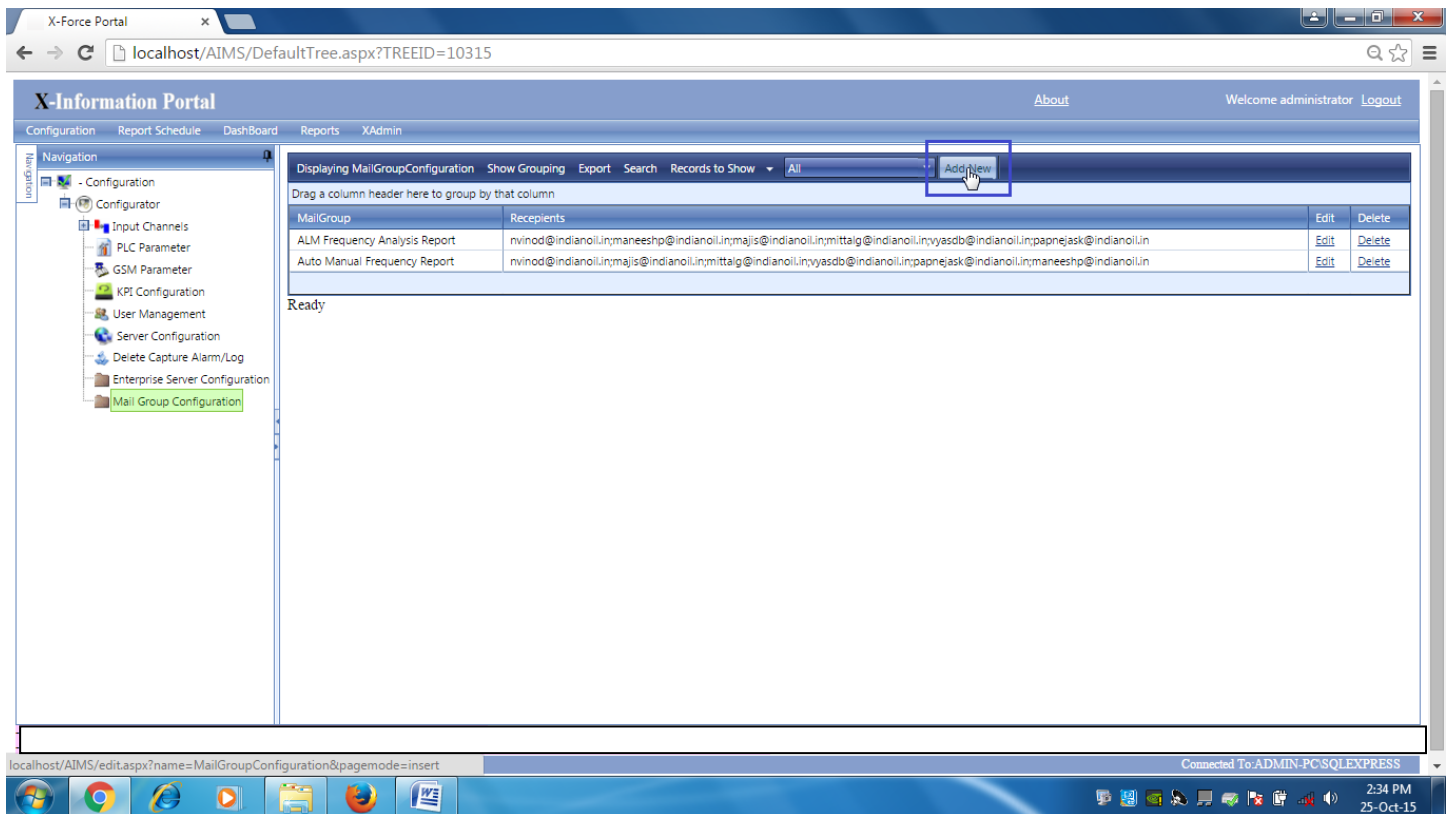 X-Force Portal
localhost/AIMS/DefaultTree.aspx?TREEID=10315
X-Information Portal
About
Welcome administrator Logout
Configuration Report Schedule DashBoard Reports XAdmin
Navigation
Navigation
- Configuration
Configurator
Input Channels
PLC Parameter
GSM Parameter
KPI Configuration
User Management
Server Configuration
Delete Capture Alarm/Log
Enterprise Server Configuration
Mail Group Configuration
Displaying MailGroupConfiguration Show Grouping Export Search Records to Show All Add New
Drag a column header here to group by that column
MailGroup Recepients Edit Delete
ALM Frequency Analysis Report nvinod@indianoil.in;maneeshp@indianoil.in;majis@indianoil.in;mittalg@indianoil.in;vyasdb@indianoil.in;papnejask@indianoil.in Edit Delete
Auto Manual Frequency Report nvinod@indianoil.in;majis@indianoil.in;mittalg@indianoil.in;vyasdb@indianoil.in;papnejask@indianoil.in;maneeshp@indianoil.in Edit Delete
Ready
localhost/AIMS/edit.aspx?name=MailGroupConfiguration&pagemode=insert
Connected To:ADMIN-PC\SQLEXPRESS
2:34 PM
25-Oct-15